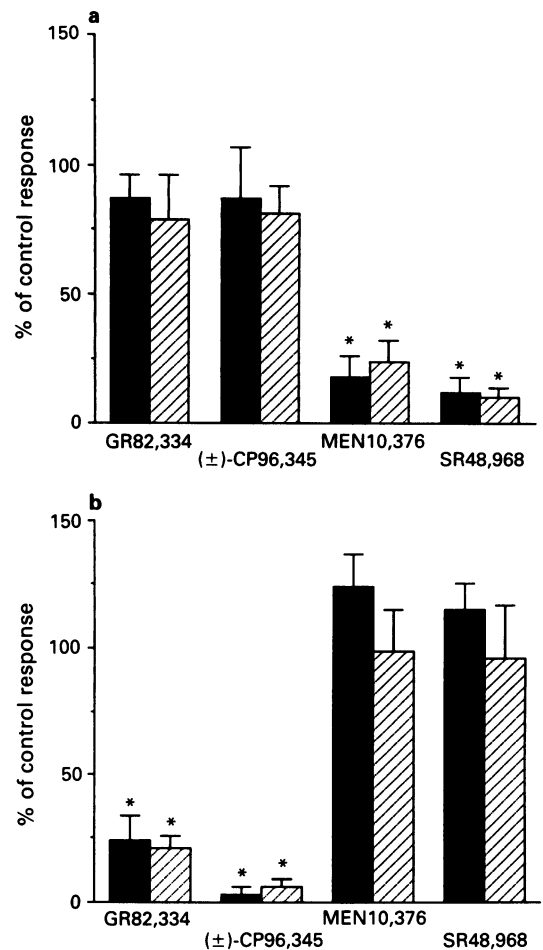 a
150
100
50
0
% of control response
* * * *
GR82,334 MEN10,376
(±)-CP96,345 SR48,968
b
150
100
50
0
% of control response
* * * *
GR82,334 MEN10,376
(±)-CP96,345 SR48,968